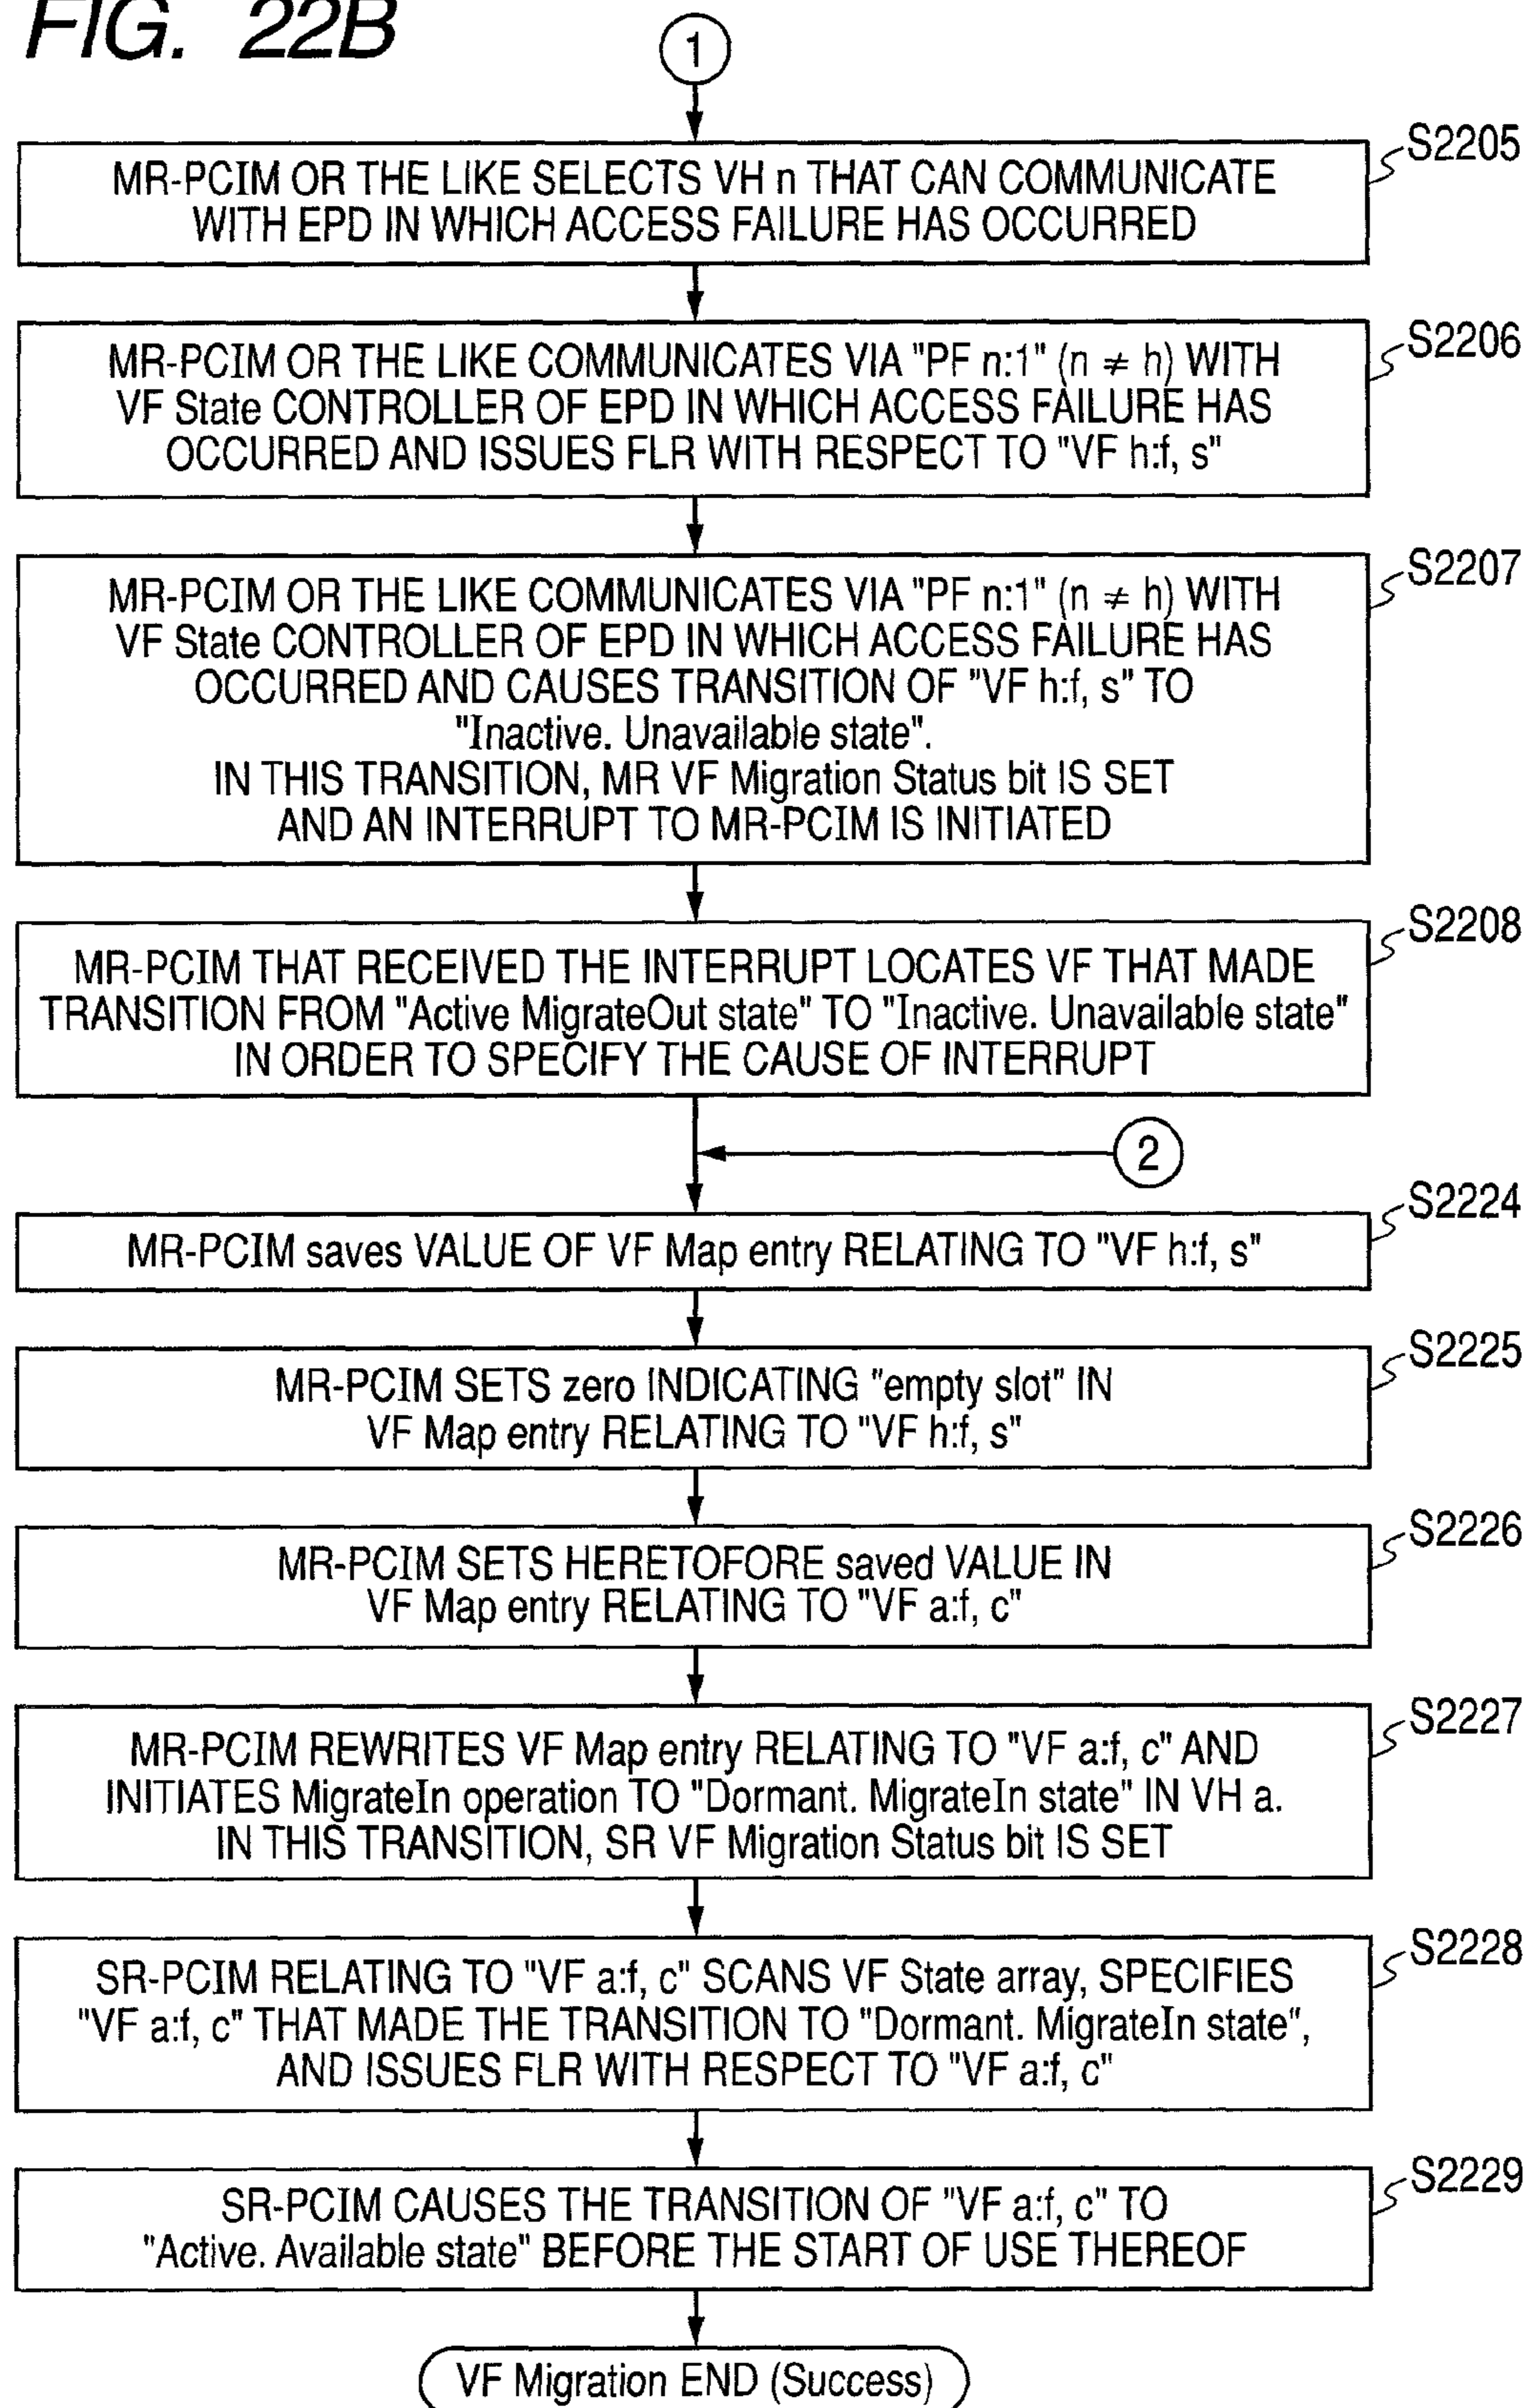 FIG. 22B
1
S2205
MR-PCIM OR THE LIKE SELECTS VH n THAT CAN COMMUNICATE
WITH EPD IN WHICH ACCESS FAILURE HAS OCCURRED
S2206
MR-PCIM OR THE LIKE COMMUNICATES VIA "PF n:1" (n ≠ h) WITH
VF State CONTROLLER OF EPD IN WHICH ACCESS FAILURE HAS
OCCURRED AND ISSUES FLR WITH RESPECT TO "VF h:f, s"
S2207
MR-PCIM OR THE LIKE COMMUNICATES VIA "PF n:1" (n ≠ h) WITH
VF State CONTROLLER OF EPD IN WHICH ACCESS FAILURE HAS
OCCURRED AND CAUSES TRANSITION OF "VF h:f, s" TO
"Inactive. Unavailable state".
IN THIS TRANSITION, MR VF Migration Status bit IS SET
AND AN INTERRUPT TO MR-PCIM IS INITIATED
S2208
MR-PCIM THAT RECEIVED THE INTERRUPT LOCATES VF THAT MADE
TRANSITION FROM "Active MigrateOut state" TO "Inactive. Unavailable state"
IN ORDER TO SPECIFY THE CAUSE OF INTERRUPT
2
S2224
MR-PCIM saves VALUE OF VF Map entry RELATING TO "VF h:f, s"
S2225
MR-PCIM SETS zero INDICATING "empty slot" IN
VF Map entry RELATING TO "VF h:f, s"
S2226
MR-PCIM SETS HERETOFORE saved VALUE IN
VF Map entry RELATING TO "VF a:f, c"
S2227
MR-PCIM REWRITES VF Map entry RELATING TO "VF a:f, c" AND
INITIATES MigrateIn operation TO "Dormant. MigrateIn state" IN VH a.
IN THIS TRANSITION, SR VF Migration Status bit IS SET
S2228
SR-PCIM RELATING TO "VF a:f, c" SCANS VF State array, SPECIFIES
"VF a:f, c" THAT MADE THE TRANSITION TO "Dormant. MigrateIn state",
AND ISSUES FLR WITH RESPECT TO "VF a:f, c"
S2229
SR-PCIM CAUSES THE TRANSITION OF "VF a:f, c" TO
"Active. Available state" BEFORE THE START OF USE THEREOF
VF Migration END (Success)